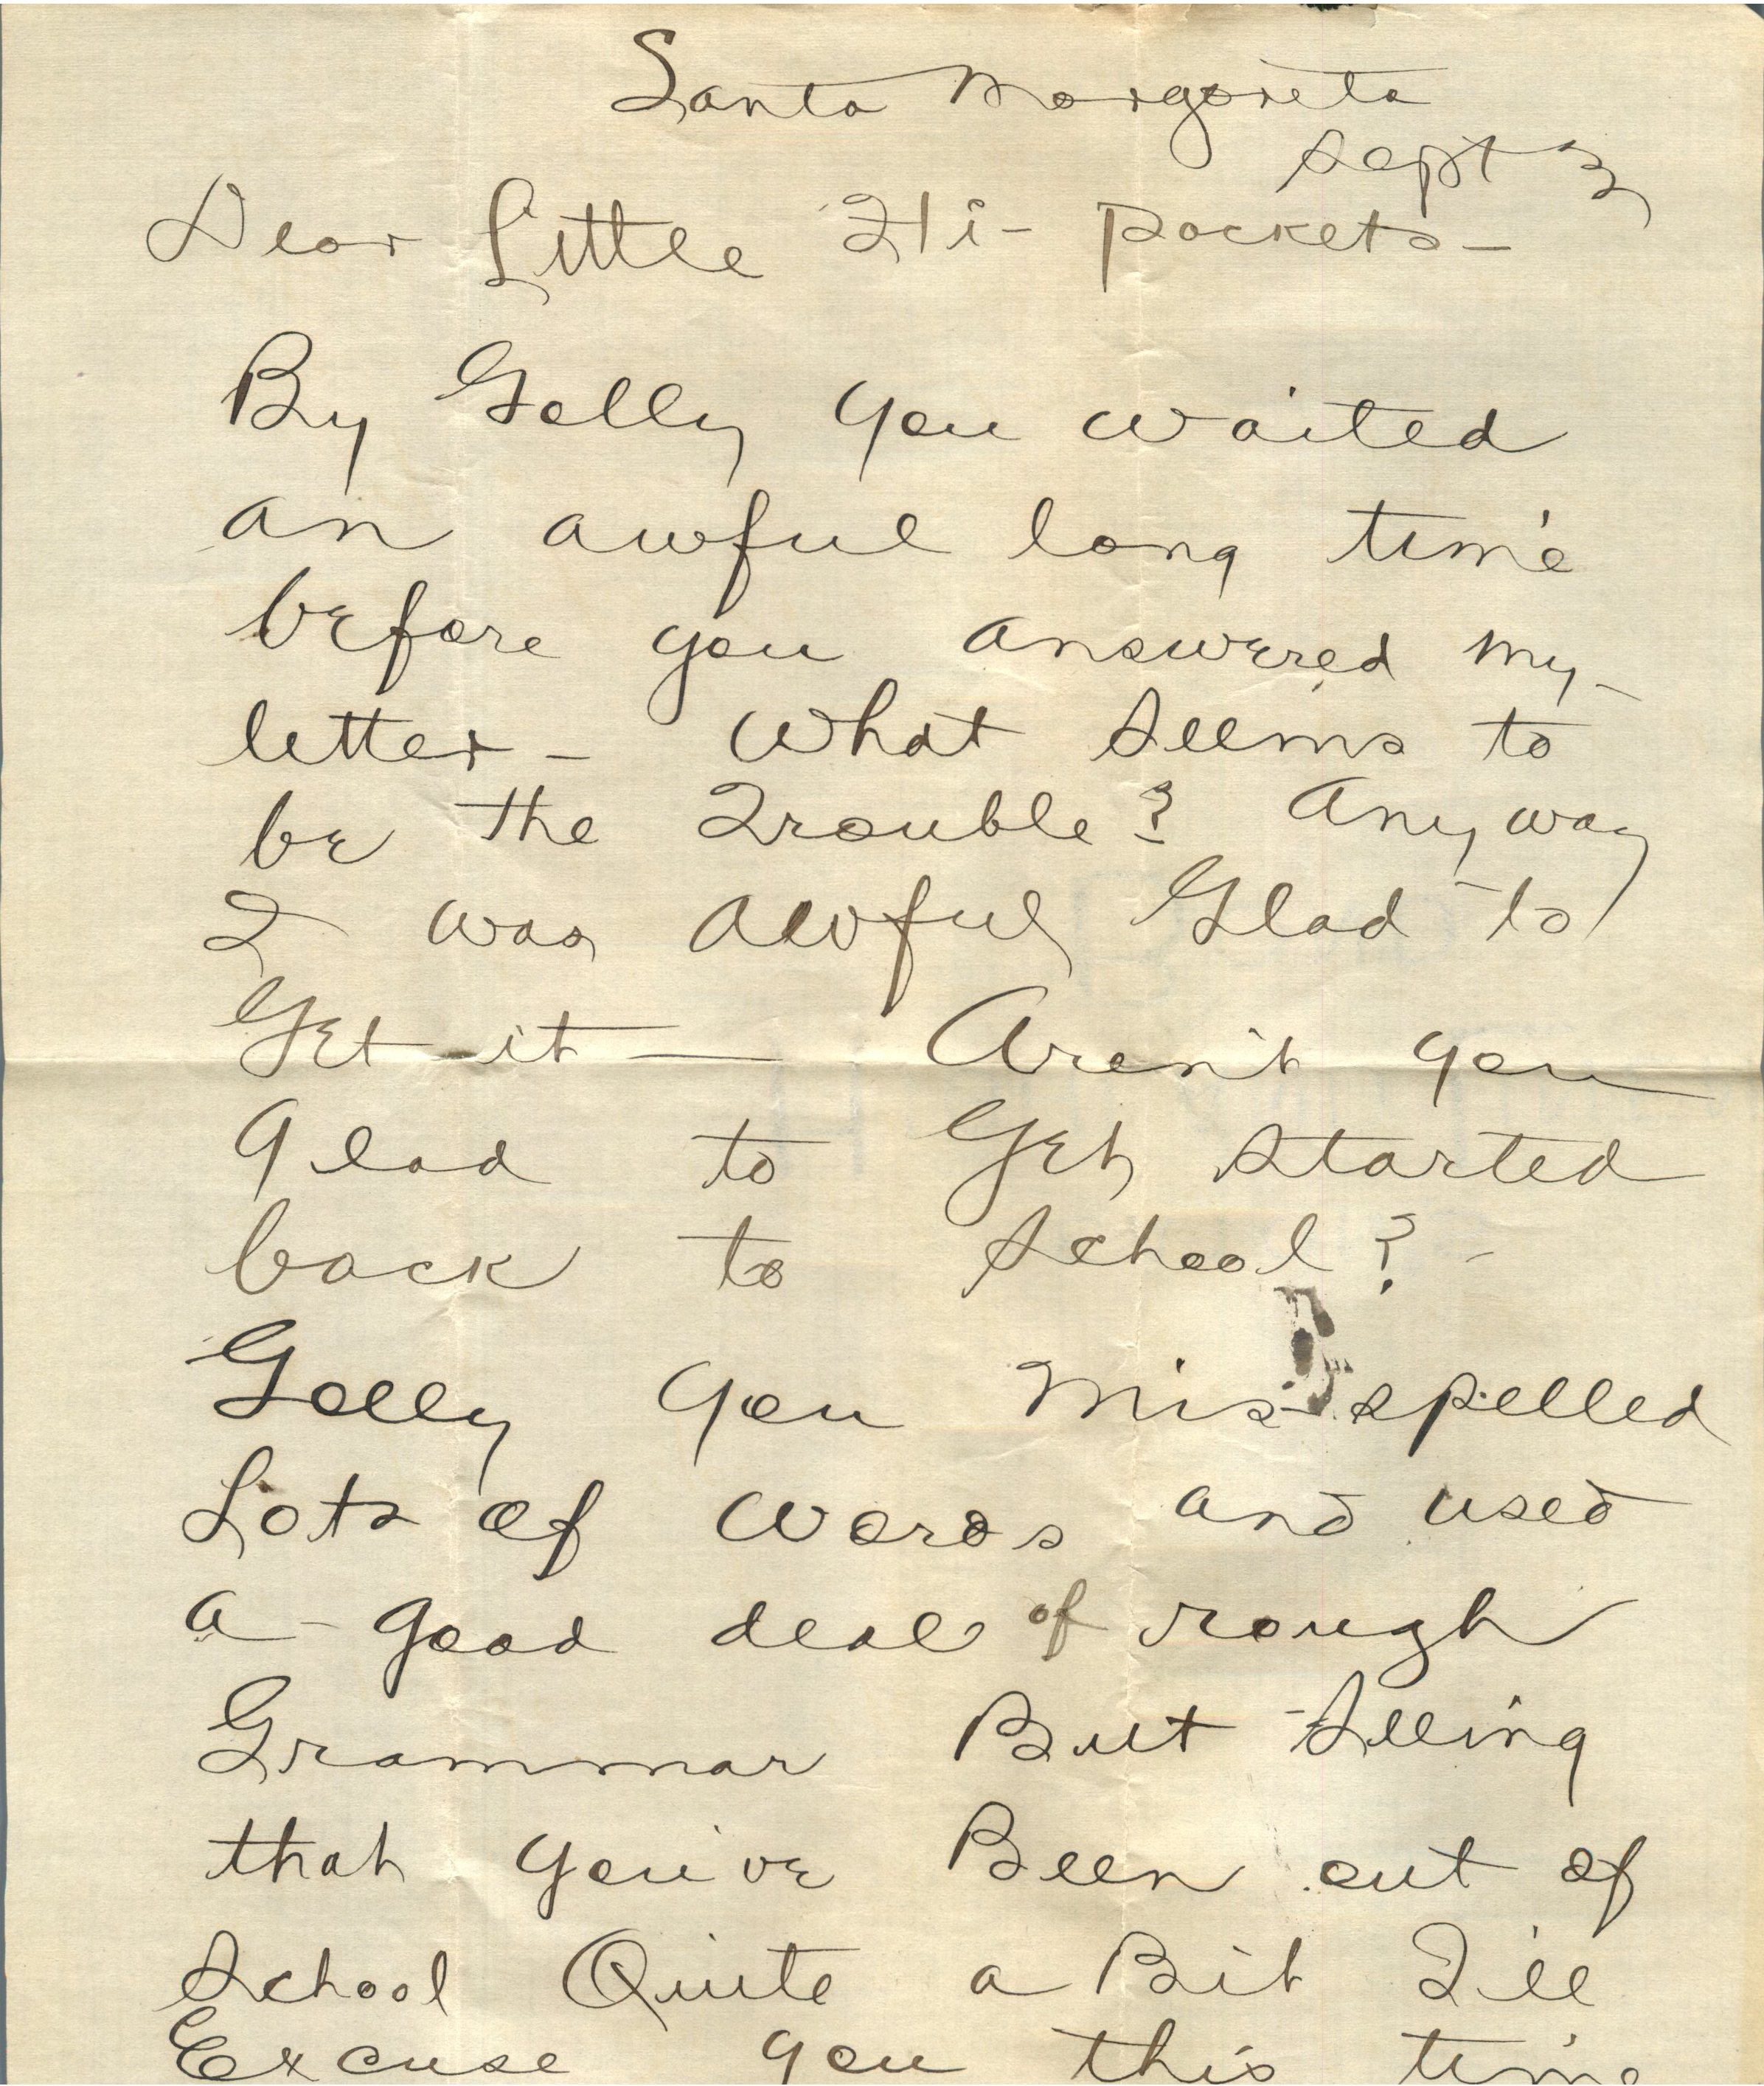 Santa Margareta
Sept 3
Dear Little Hi- Pockets-
By Golly you waited
an awful long time
before you answered my
letter - What seems to
be the Trouble? Any way
I was awful Glad to
Get it — Aren't you
Glad to Get started
back to School? -
Golly you mis-spelled
Lots of words and used
a - good deal of rough
Grammar But Seeing
that you've Been out of
School Quite a Bit I'll
Excuse you this time